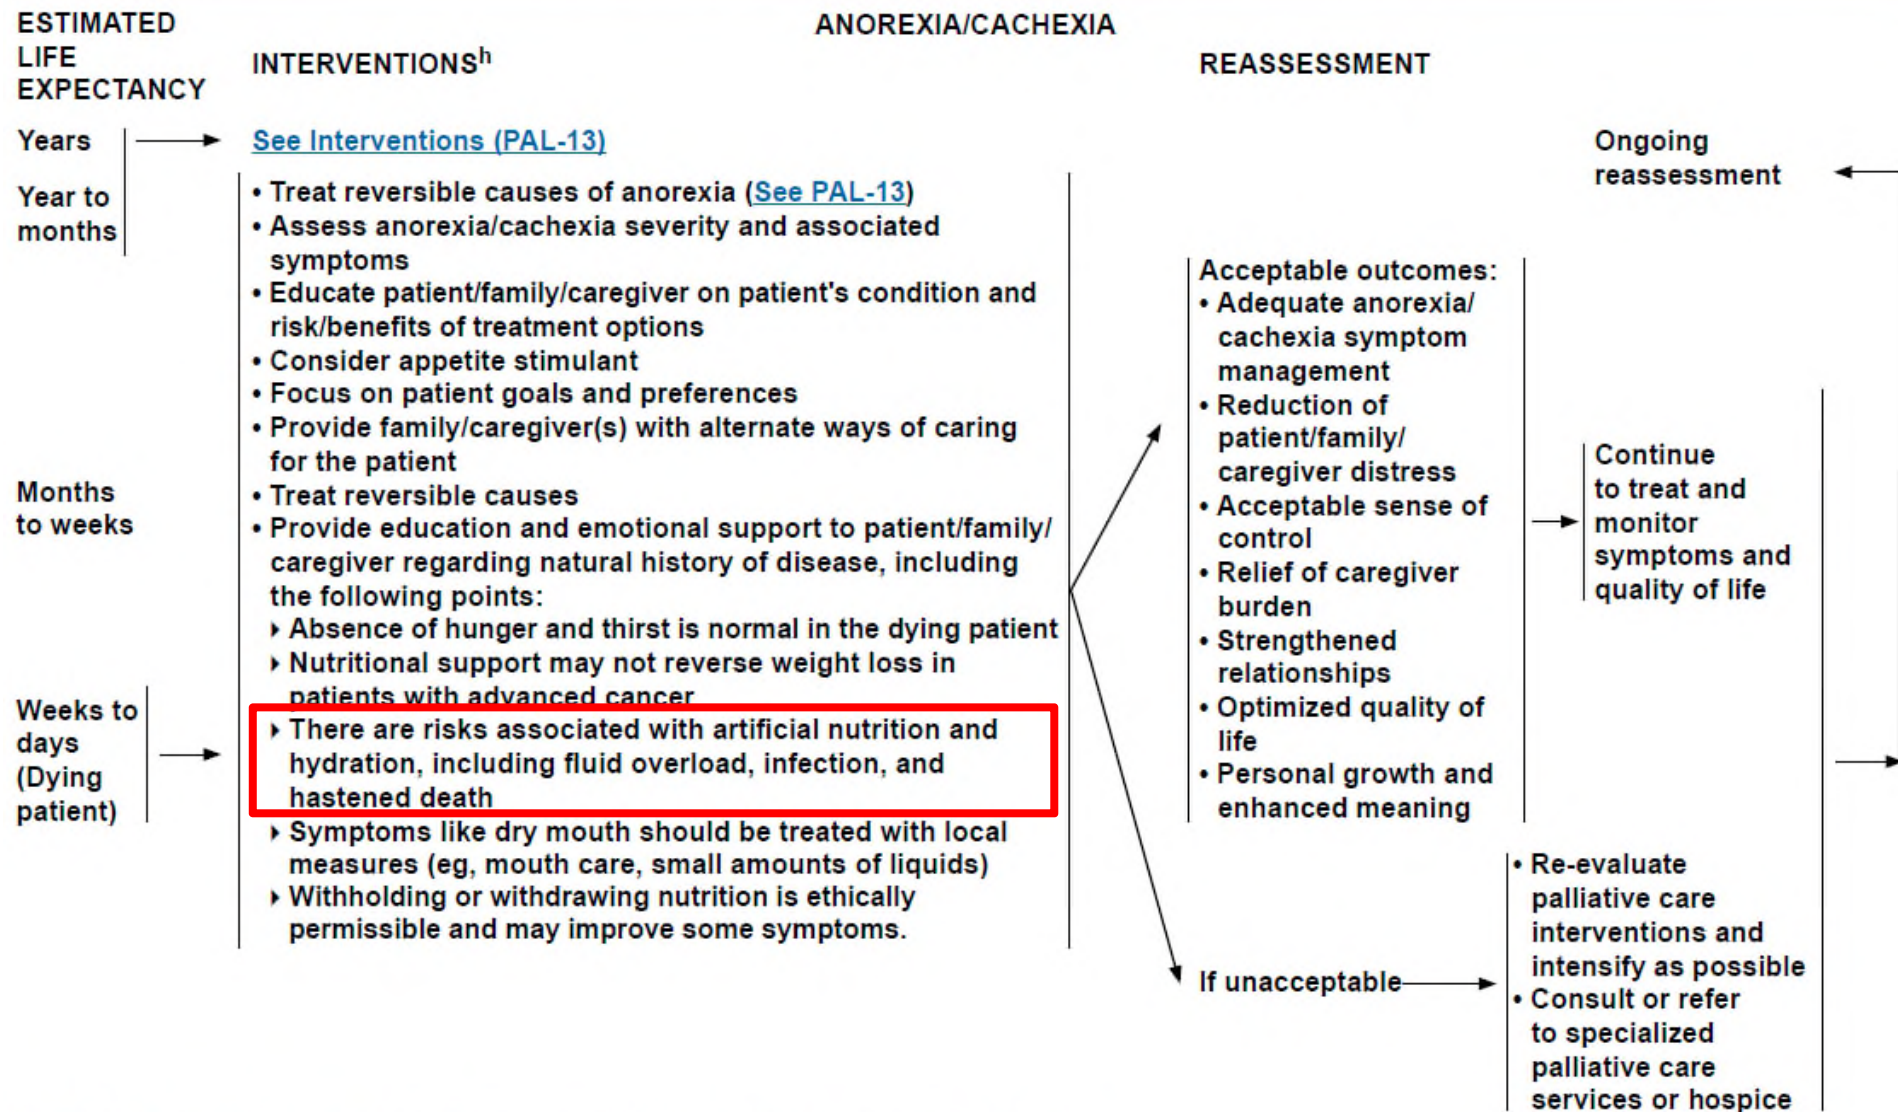 ESTIMATED
LIFE
EXPECTANCY
ANOREXIA/CACHEXIA
INTERVENTIONSʰ
REASSESSMENT
Years
See Interventions (PAL-13)
Year to
months
Months
to weeks
Weeks to
days
(Dying
patient)
• Treat reversible causes of anorexia (See PAL-13)
• Assess anorexia/cachexia severity and associated
symptoms
• Educate patient/family/caregiver on patient's condition and
risk/benefits of treatment options
• Consider appetite stimulant
• Focus on patient goals and preferences
• Provide family/caregiver(s) with alternate ways of caring
for the patient
• Treat reversible causes
• Provide education and emotional support to patient/family/
caregiver regarding natural history of disease, including
the following points:
▸ Absence of hunger and thirst is normal in the dying patient
▸ Nutritional support may not reverse weight loss in
patients with advanced cancer
▸ There are risks associated with artificial nutrition and
hydration, including fluid overload, infection, and
hastened death
▸ Symptoms like dry mouth should be treated with local
measures (eg, mouth care, small amounts of liquids)
▸ Withholding or withdrawing nutrition is ethically
permissible and may improve some symptoms.
Acceptable outcomes:
• Adequate anorexia/
cachexia symptom
management
• Reduction of
patient/family/
caregiver distress
• Acceptable sense of
control
• Relief of caregiver
burden
• Strengthened
relationships
• Optimized quality of
life
• Personal growth and
enhanced meaning
If unacceptable
Ongoing
reassessment
Continue
to treat and
monitor
symptoms and
quality of life
• Re-evaluate
palliative care
interventions and
intensify as possible
• Consult or refer
to specialized
palliative care
services or hospice